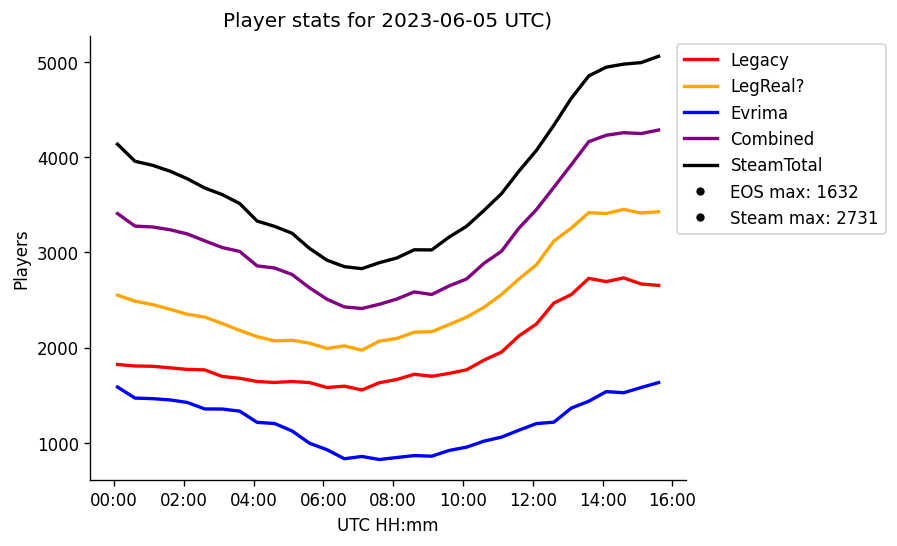 Player stats for 2023-06-05 UTC)
Legacy
LegReal?
Evrima
Combined
SteamTotal
EOS max: 1632
Steam max: 2731
Players
5000
4000
3000
2000
1000
00:00 02:00 04:00 06:00 08:00 10:00 12:00 14:00 16:00
UTC HH:mm